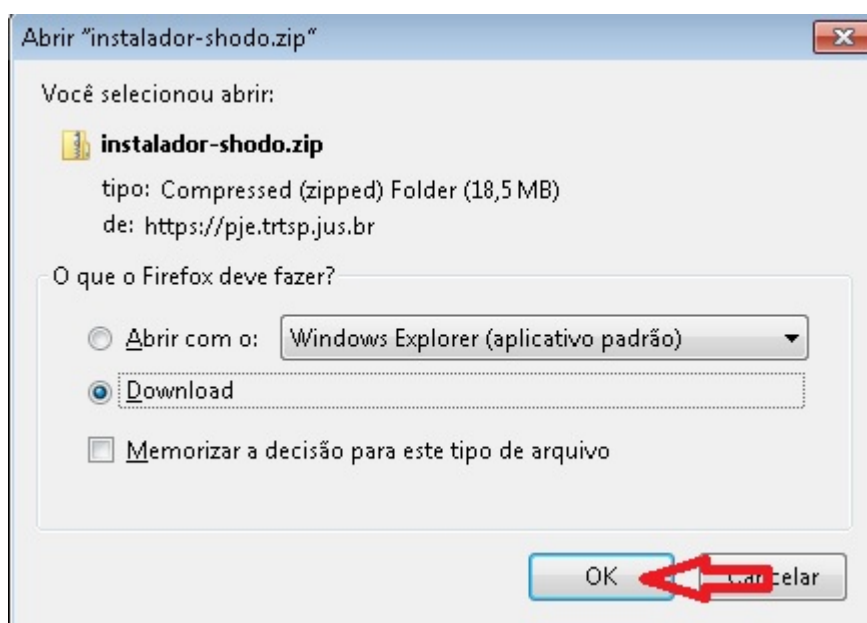 Abrir "instalador-shodo.zip"
Você selecionou abrir:
instalador-shodo.zip
tipo: Compressed (zipped) Folder (18,5 MB)
de: https://pje.trtsp.jus.br
O que o Firefox deve fazer?
Abrir com o: Windows Explorer (aplicativo padrão)
Download
Memorizar a decisão para este tipo de arquivo
OK Cancelar